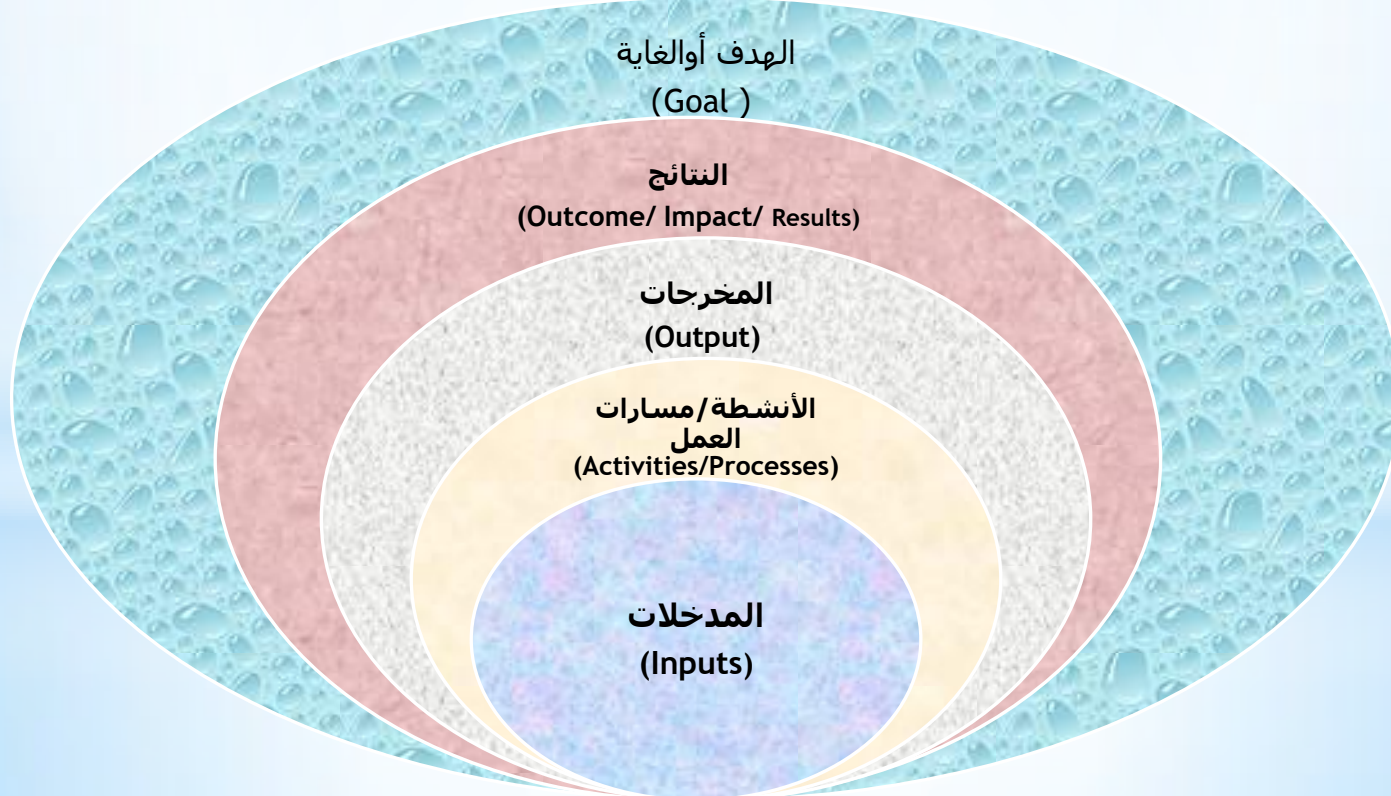 الهدف أوالغاية
(Goal )
النتائج
(Outcome/ Impact/ Results)
المخرجات
(Output)
الأنشطة/مسارات
العمل
(Activities/Processes)
المدخلات
(Inputs)